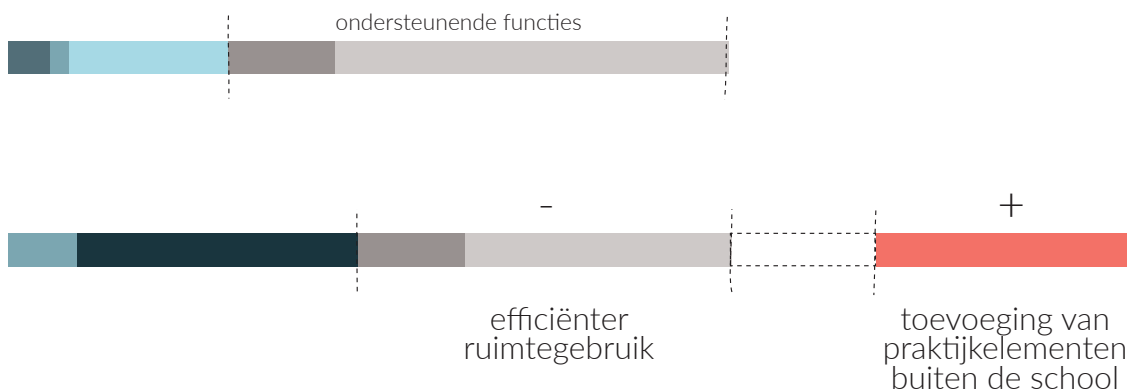 ondersteunende functies
-
+
efficiënter
ruimtegebruik
toevoeging van
praktijkelementen
buiten de school